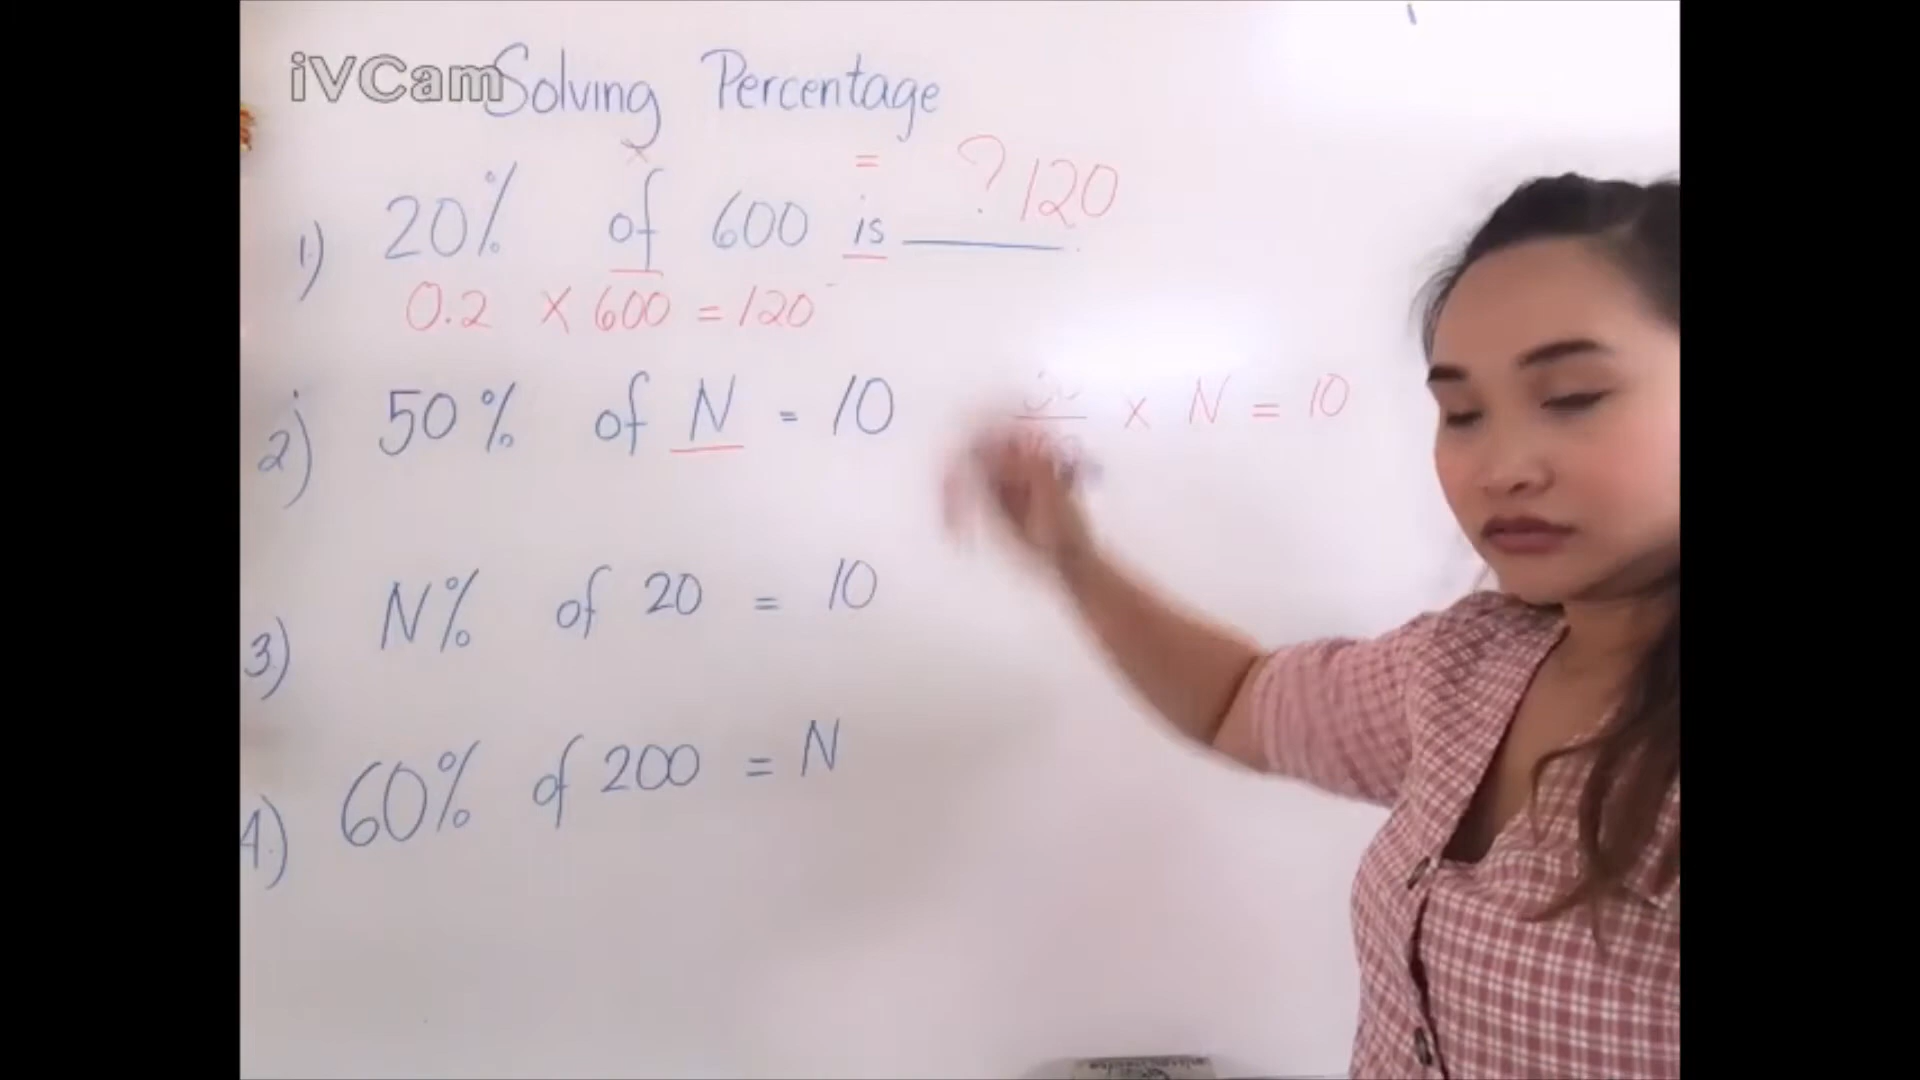 iVCam
Solving Percentage
× = ? 120
1.) 20% of 600 is
0.2 × 600 = 120
2.) 50% of N = 10
× N = 10
3.) N% of 20 = 10
4.) 60% of 200 = N